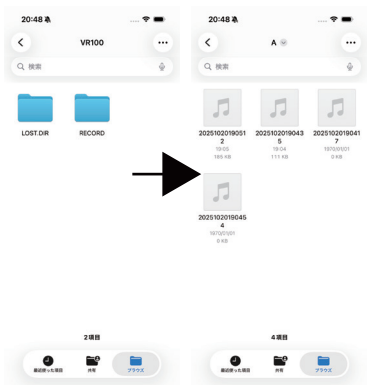 20:48
VR100
検索
LOST.DIR
RECORD
2項目
最近使った項目
共有
ブラウズ
20:48
A
検索
2025102019051
2
19:05
189 KB
2025102019043
5
19:04
111 KB
2025102019041
7
1970/01/01
0 KB
2025102019045
4
1970/01/01
0 KB
4項目
最近使った項目
共有
ブラウズ